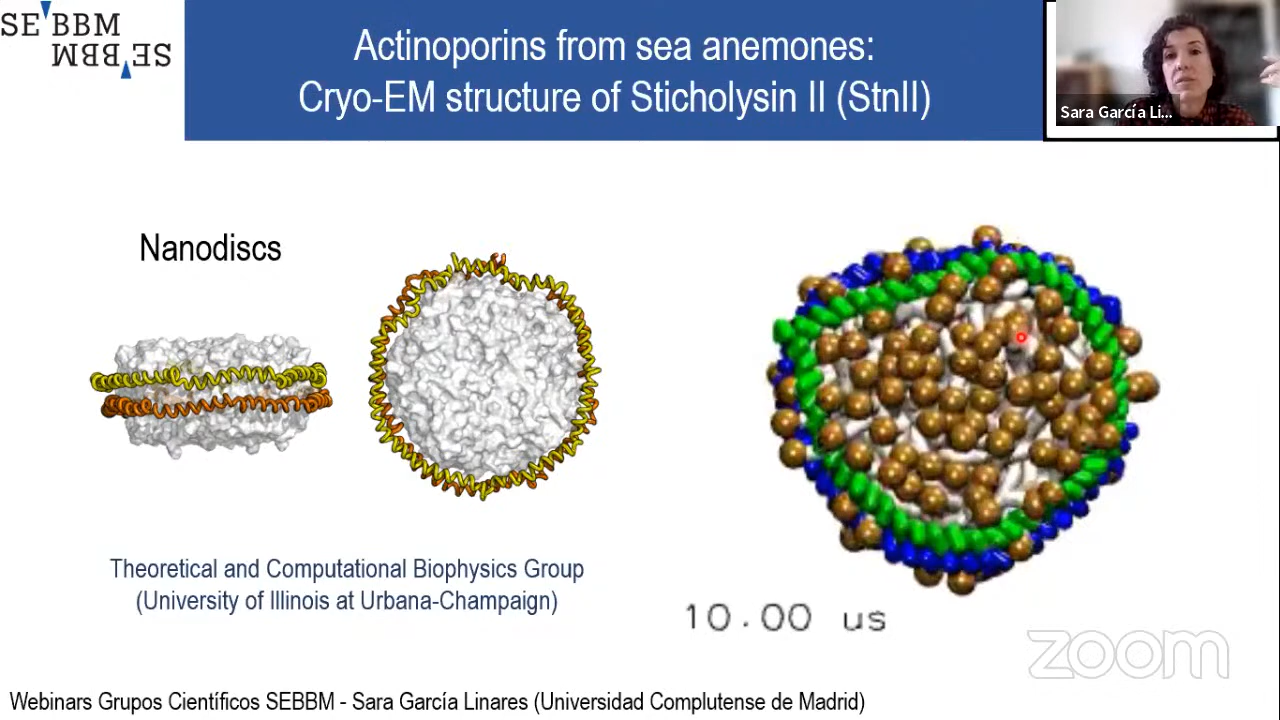 SE BBM
SE BBM
Actinoporins from sea anemones:
Cryo-EM structure of Sticholysin II (StnII)
Sara García Li...
Nanodiscs
Theoretical and Computational Biophysics Group
(University of Illinois at Urbana-Champaign)
10.00 us
zoom
Webinars Grupos Científicos SEBBM - Sara García Linares (Universidad Complutense de Madrid)